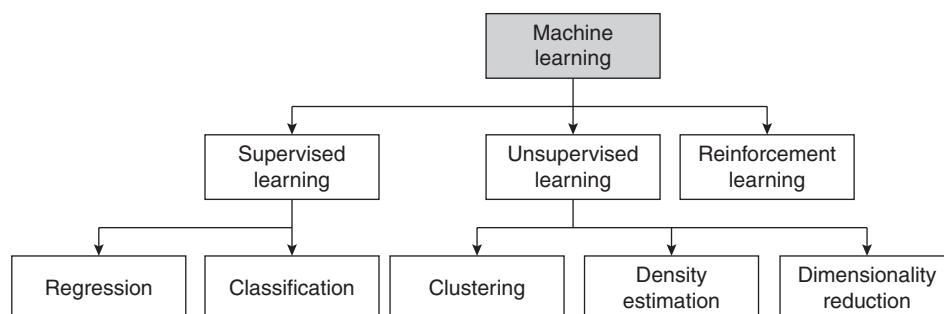 Machine
learning
Supervised
learning
Unsupervised
learning
Reinforcement
learning
Regression
Classification
Clustering
Density
estimation
Dimensionality
reduction